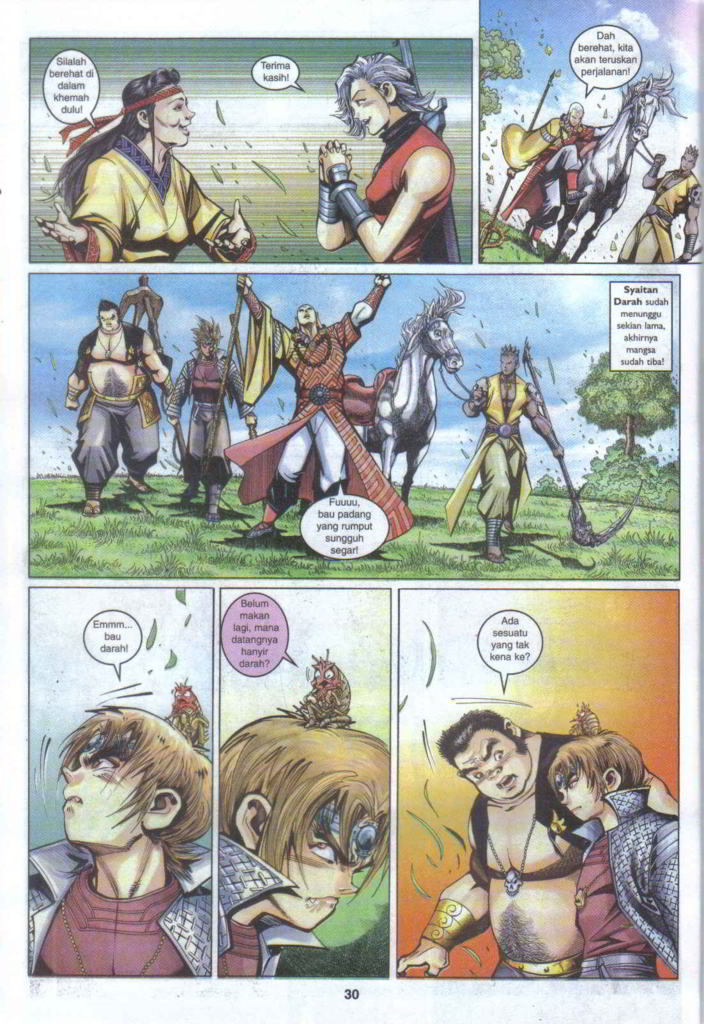 Silalah
berehat di
dalam
khemah
dulu!
Terima
kasih!
Dah
berehat, kita
akan teruskan
perjalanan!
Syaitan
Darah sudah
menunggu
sekian lama,
akhirnya
mangsa
sudah tiba!
Fuuuu,
bau padang
yang rumput
sungguh
segar!
Emmm...
bau
darah!
Belum
makan
lagi, mana
datangnya
hanyir
darah?
Ada
sesuatu
yang tak
kena ke?
30